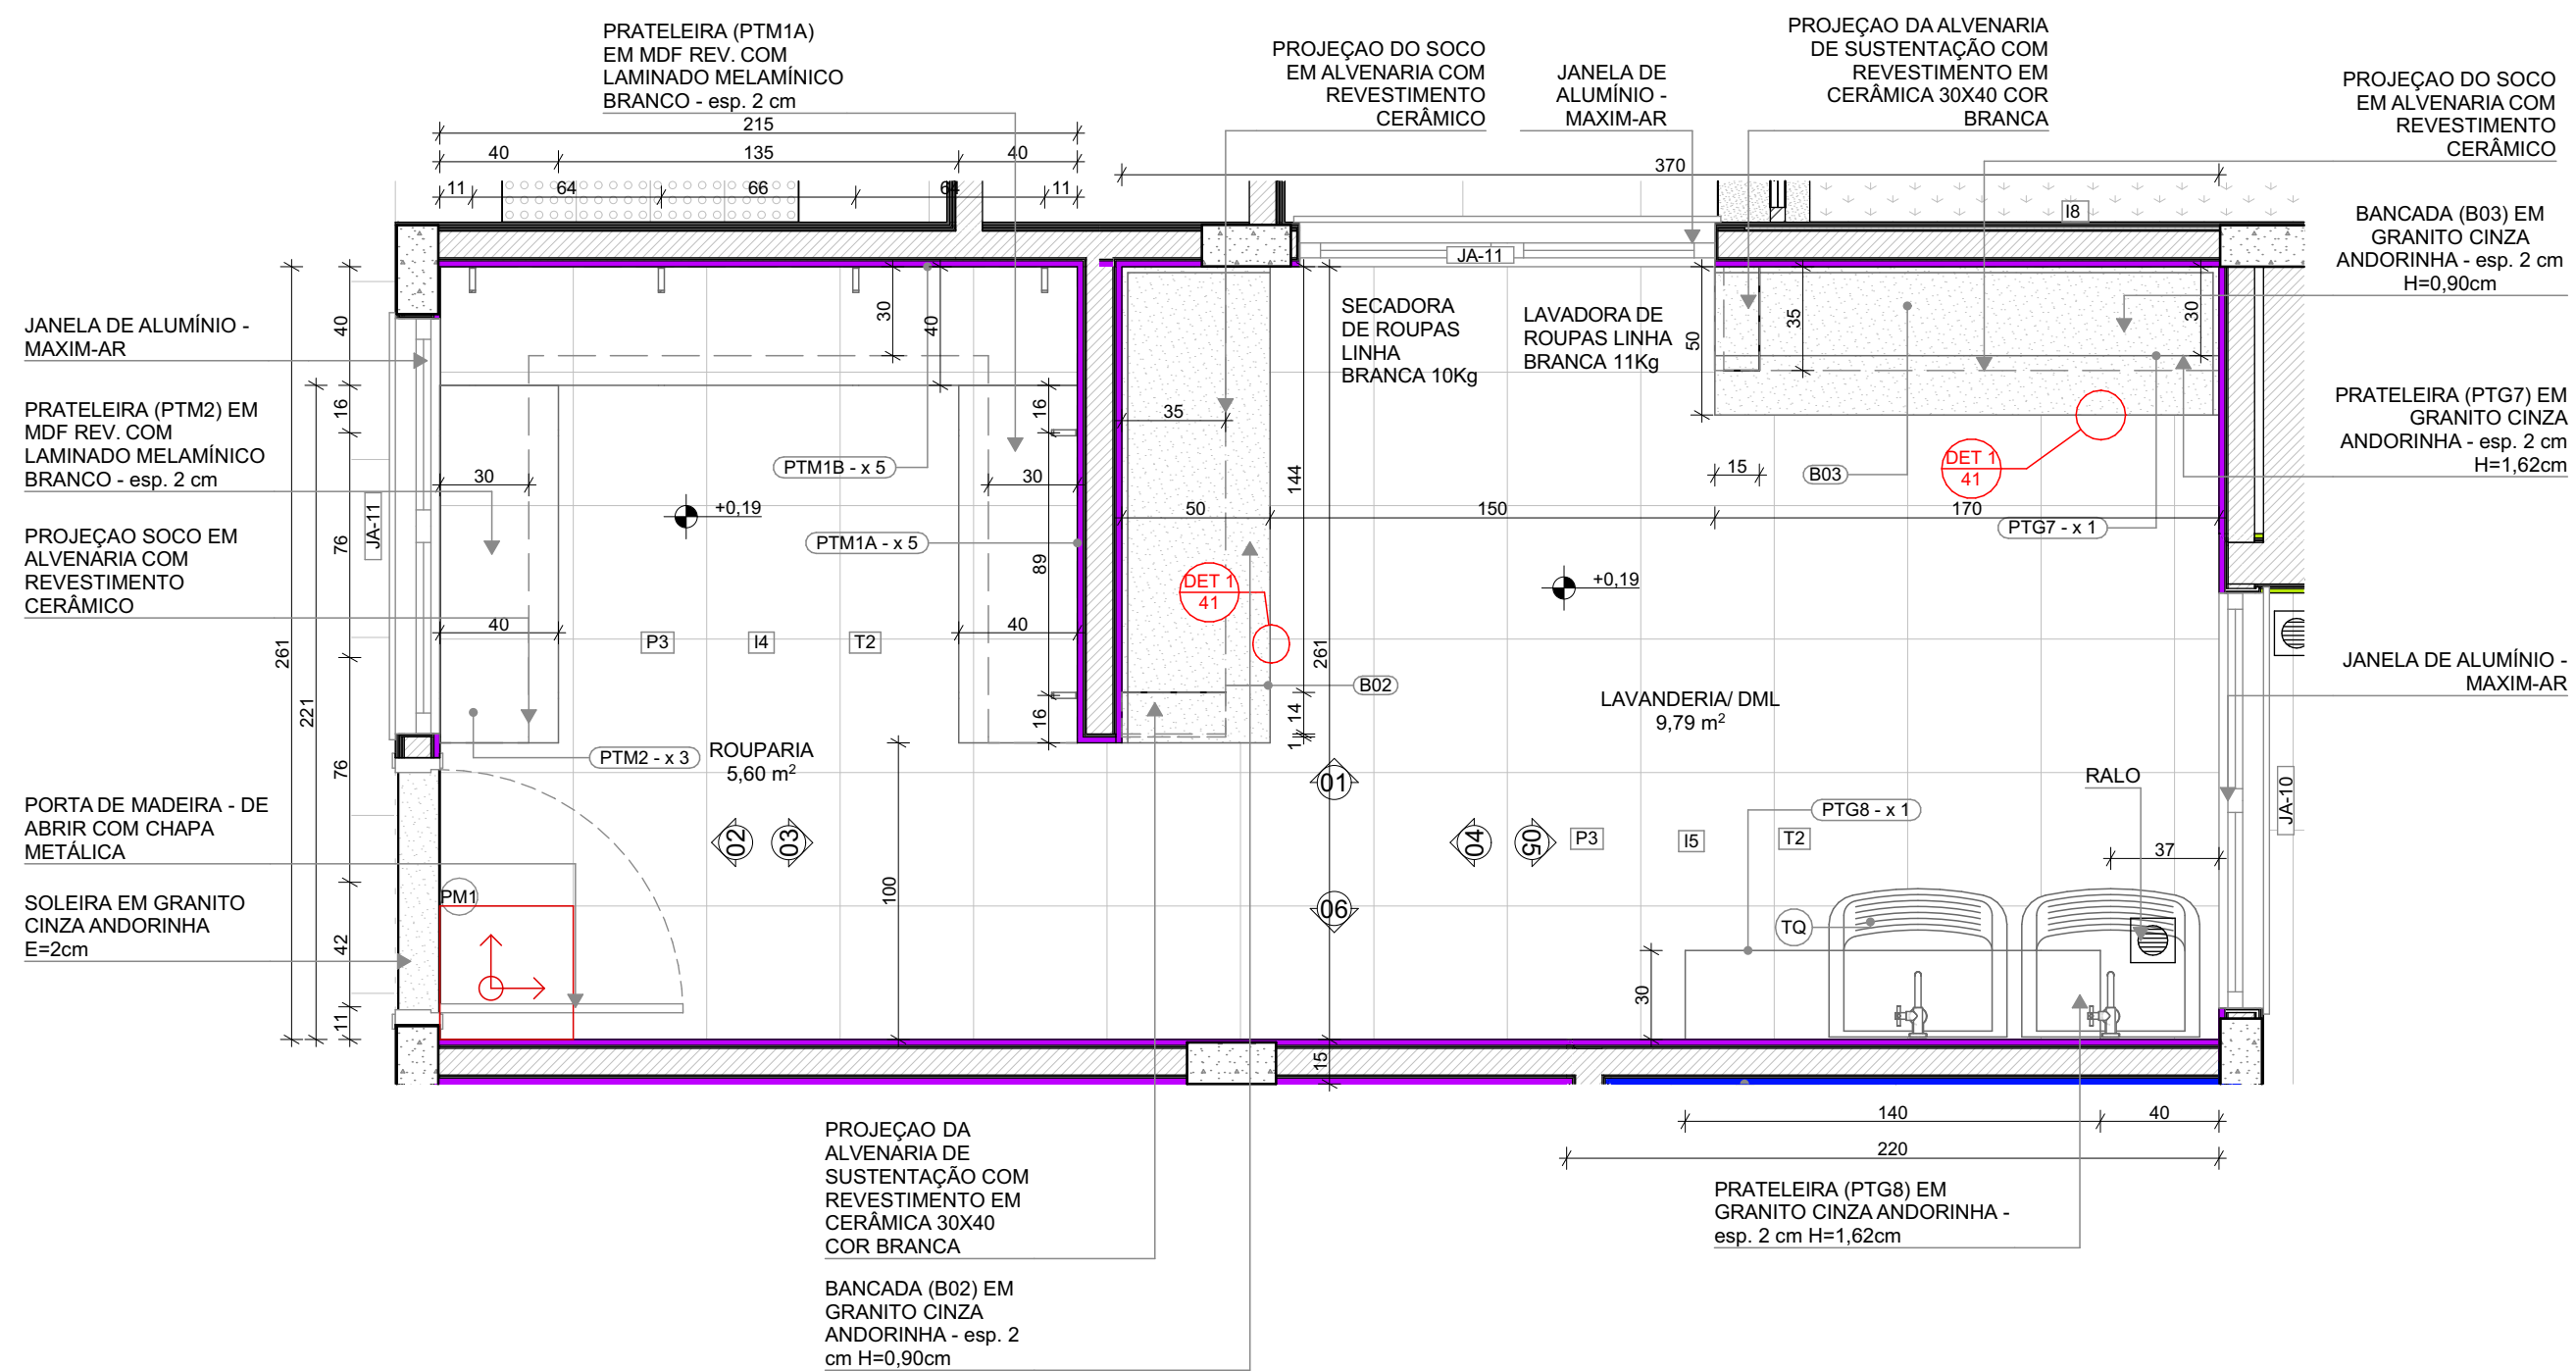 PRATELEIRA (PTM1A)
EM MDF REV. COM
LAMINADO MELAMÍNICO
BRANCO - esp. 2 cm
PROJEÇAO DO SOCO
EM ALVENARIA COM
REVESTIMENTO
CERÂMICO
JANELA DE
ALUMÍNIO -
MAXIM-AR
PROJEÇAO DA ALVENARIA
DE SUSTENTAÇÃO COM
REVESTIMENTO EM
CERÂMICA 30X40 COR
BRANCA
PROJEÇAO DO SOCO
EM ALVENARIA COM
REVESTIMENTO
CERÂMICO
215
40
135
40
370
11
64
66
64
11
I8
BANCADA (B03) EM
GRANITO CINZA
ANDORINHA - esp. 2 cm
H=0,90cm
JA-11
JANELA DE ALUMÍNIO -
MAXIM-AR
40
30
40
SECADORA
DE ROUPAS
LINHA
BRANCA 10Kg
LAVADORA DE
ROUPAS LINHA
BRANCA 11Kg
50
35
30
PRATELEIRA (PTM2) EM
MDF REV. COM
LAMINADO MELAMÍNICO
BRANCO - esp. 2 cm
16
16
35
PRATELEIRA (PTG7) EM
GRANITO CINZA
ANDORINHA - esp. 2 cm
H=1,62cm
PTM1B - x 5
30
30
144
15
B03
DET 1
41
JA-11
+0,19
50
150
170
PTG7 - x 1
PROJEÇAO SOCO EM
ALVENARIA COM
REVESTIMENTO
CERÂMICO
76
PTM1A - x 5
89
DET 1
41
+0,19
40
40
P3
I4
T2
261
221
261
B02
JANELA DE ALUMÍNIO -
MAXIM-AR
16
14
1
LAVANDERIA/ DML
9,79 m²
PTM2 - x 3
ROUPARIA
5,60 m²
76
01
RALO
JA-10
PORTA DE MADEIRA - DE
ABRIR COM CHAPA
METÁLICA
02
03
04
05
P3
I5
T2
PTG8 - x 1
37
SOLEIRA EM GRANITO
CINZA ANDORINHA
E=2cm
PM1
100
06
TQ
42
30
11
15
140
40
220
PROJEÇAO DA
ALVENARIA DE
SUSTENTAÇÃO COM
REVESTIMENTO EM
CERÂMICA 30X40
COR BRANCA
PRATELEIRA (PTG8) EM
GRANITO CINZA ANDORINHA -
esp. 2 cm H=1,62cm
BANCADA (B02) EM
GRANITO CINZA
ANDORINHA - esp. 2
cm H=0,90cm